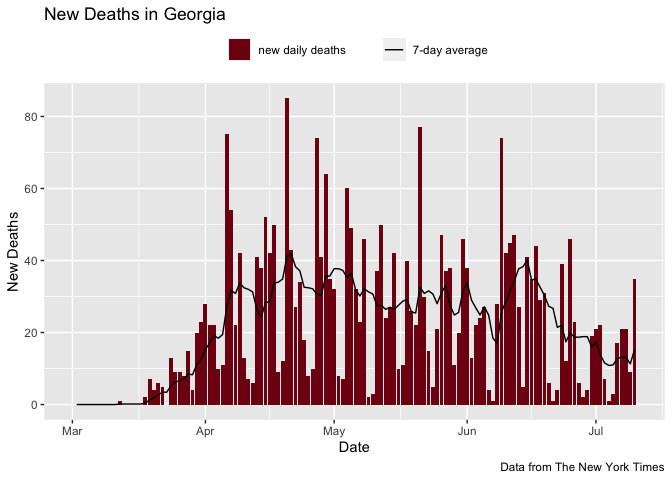 New Deaths in Georgia
new daily deaths
7-day average
80
60
40
20
0
New Deaths
Mar
Apr
May
Jun
Jul
Date
Data from The New York Times